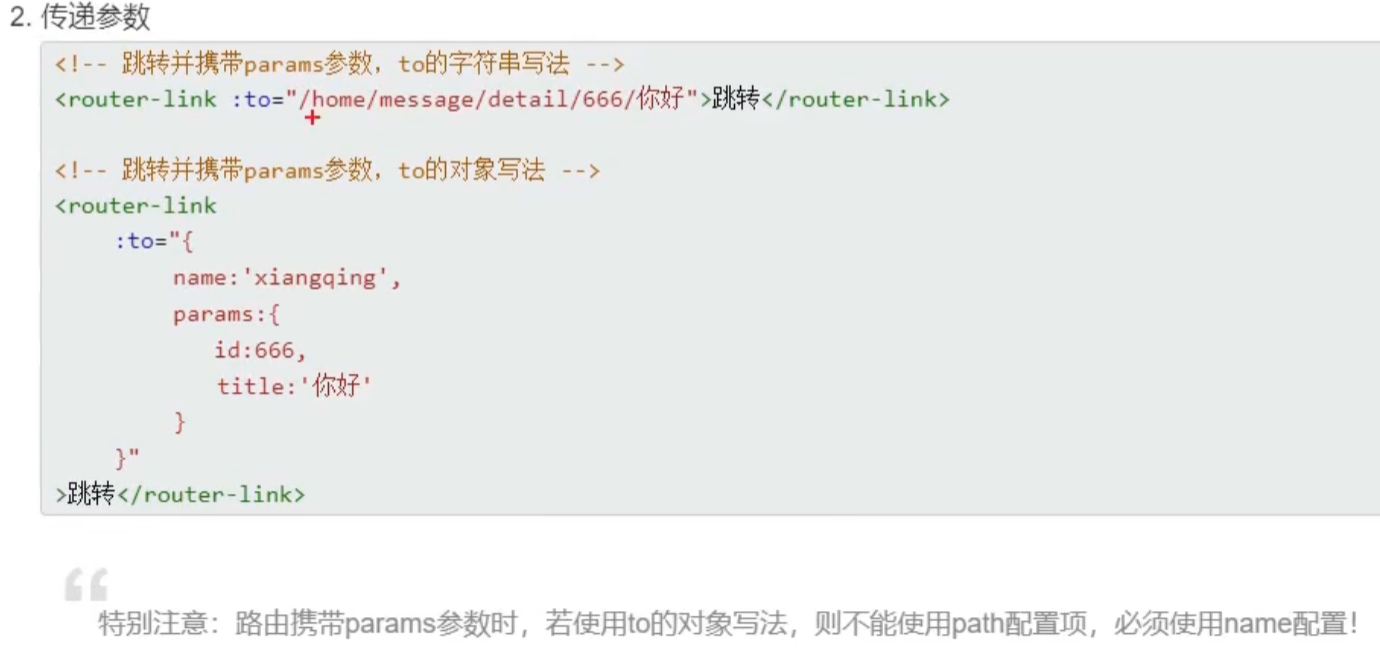 2. 传递参数
<!-- 跳转并携带params参数，to的字符串写法 -->
<router-link :to="/home/message/detail/666/你好">跳转</router-link>
<!-- 跳转并携带params参数，to的对象写法 -->
<router-link
:to="{
name:'xiangqing',
params:{
id:666,
title:'你好'
}
}"
>跳转</router-link>
“
特别注意：路由携带params参数时，若使用to的对象写法，则不能使用path配置项，必须使用name配置！